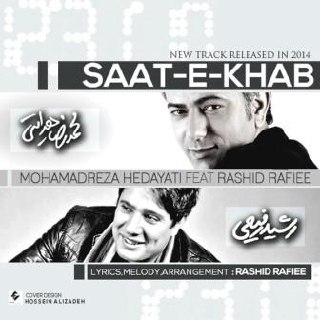 NEW TRACK RELEASED IN 2014
SAAT-E-KHAB
محمدرضا هدایتی
MOHAMADREZA HEDAYATI FEAT RASHID RAFIEE
رشید رفیعی
LYRICS,MELODY,ARRANGEMENT : RASHID RAFIEE
COVER DESIGN
HOSSEIN ALIZADEH